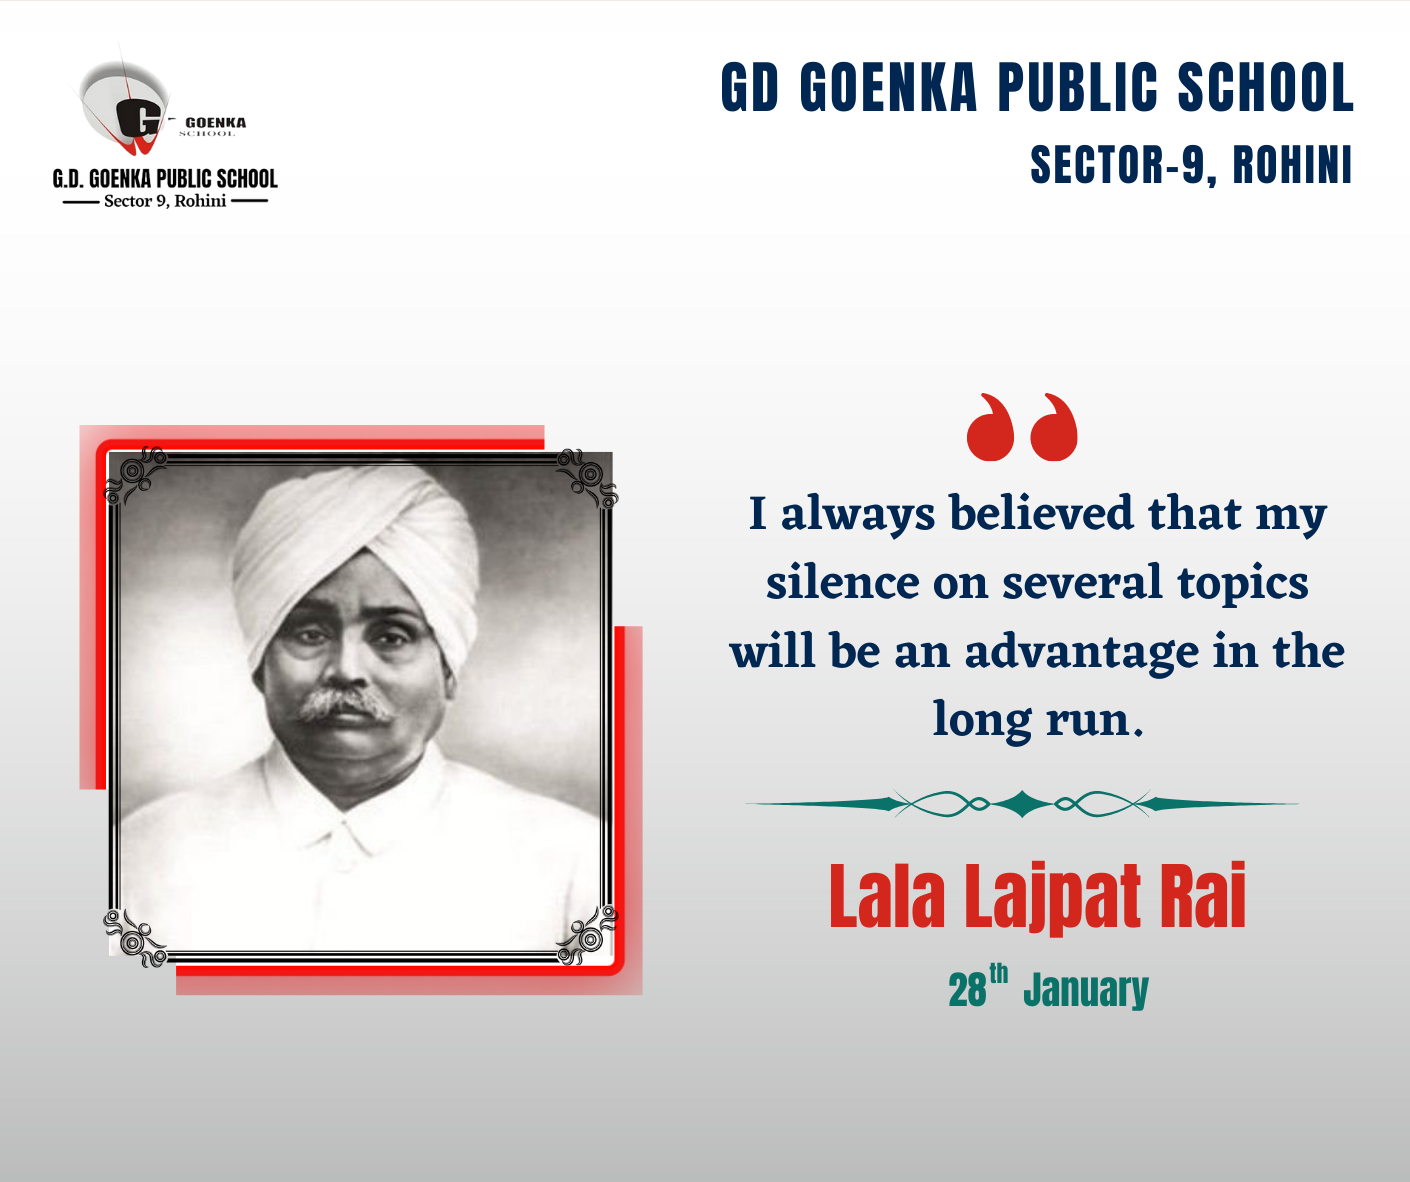 G
GOENKA
SCHOOL
G.D. GOENKA PUBLIC SCHOOL
Sector 9, Rohini
GD GOENKA PUBLIC SCHOOL
SECTOR-9, ROHINI
I always believed that my
silence on several topics
will be an advantage in the
long run.
Lala Lajpat Rai
28th January